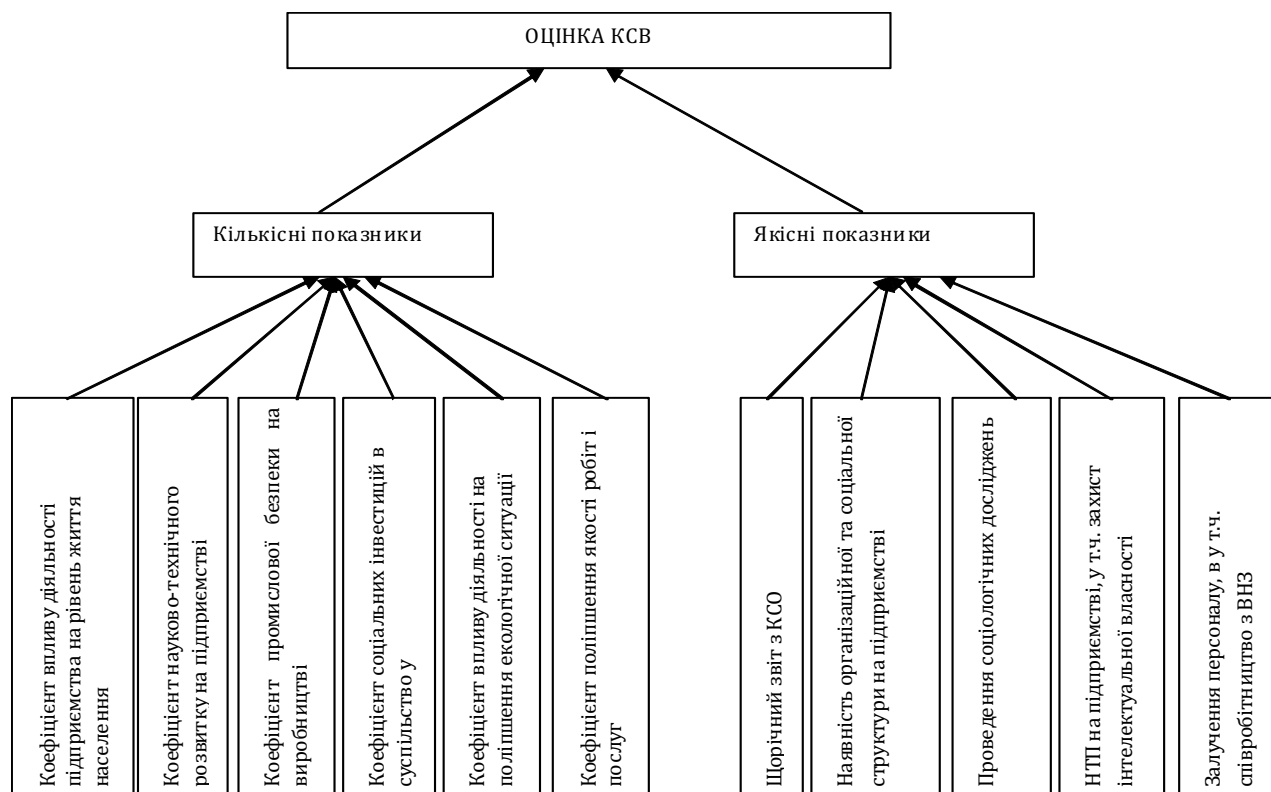 ОЦІНКА КСВ
Кількісні показники
Якісні показники
Коефіцієнт впливу діяльності
підприємства на рівень життя
населення
Коефіцієнт науково-технічного
розвитку на підприємстві
Коефіцієнт промислової безпеки на
виробництві
Коефіцієнт соціальних інвестицій в
суспільство у
Коефіцієнт впливу діяльності на
поліпшення екологічної ситуації
Коефіцієнт поліпшення якості робіт і
послуг
Щорічний звіт з КСО
Наявність організаційної та соціальної
структури на підприємстві
Проведення соціологічних досліджень
НТП на підприємстві, у т.ч. захист
інтелектуальної власності
Залучення персоналу, в у т.ч.
співробітництво з ВНЗ